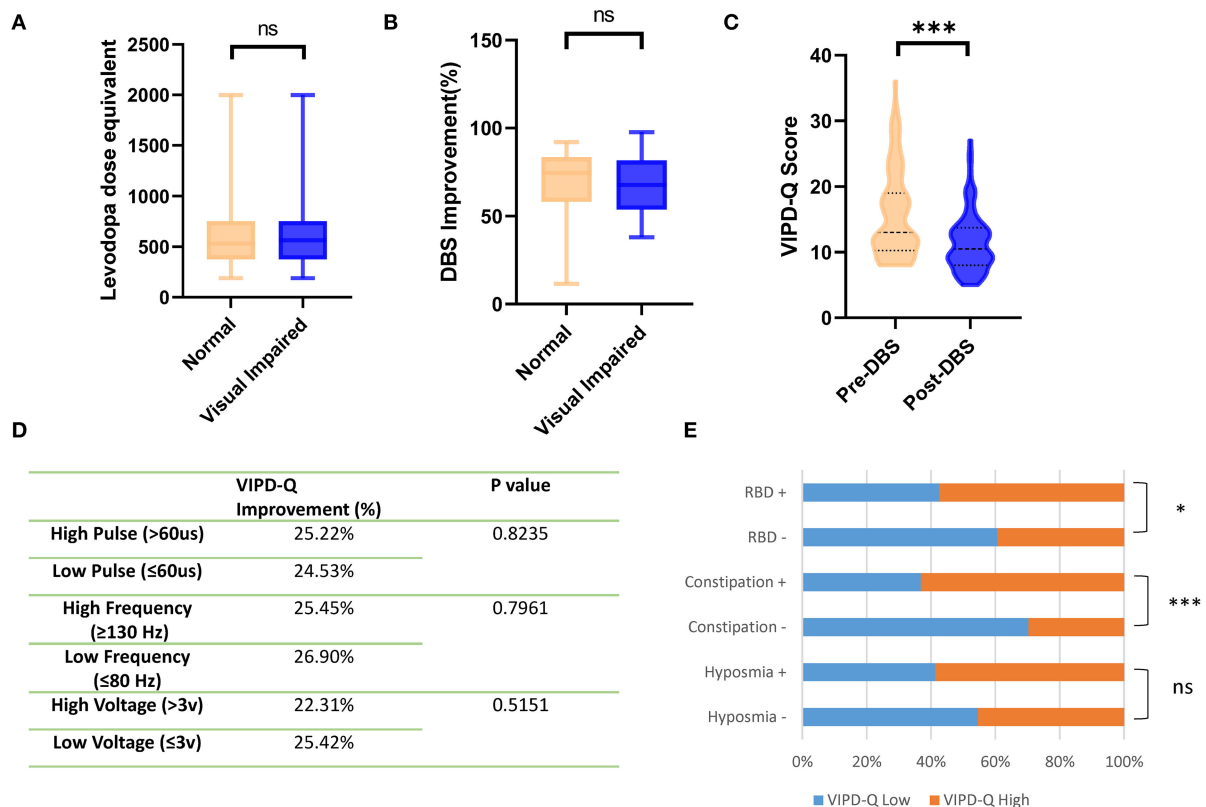 A
ns
Levodopa dose equivalent
2500
2000
1500
1000
500
0
Normal
Visual Impaired
B
ns
DBS Improvement(%)
150
100
50
0
Normal
Visual Impaired
C
***
VIPD-Q Score
40
30
20
10
0
Pre-DBS
Post-DBS
D
VIPD-Q
Improvement (%)
P value
High Pulse (>60us) 25.22% 0.8235
Low Pulse (≤60us) 24.53%
High Frequency 25.45% 0.7961
(≥130 Hz)
Low Frequency 26.90%
(≤80 Hz)
High Voltage (>3v) 22.31% 0.5151
Low Voltage (≤3v) 25.42%
E
RBD +
RBD -
*
Constipation +
Constipation -
***
Hyposmia +
Hyposmia -
ns
0% 20% 40% 60% 80% 100%
VIPD-Q Low VIPD-Q High